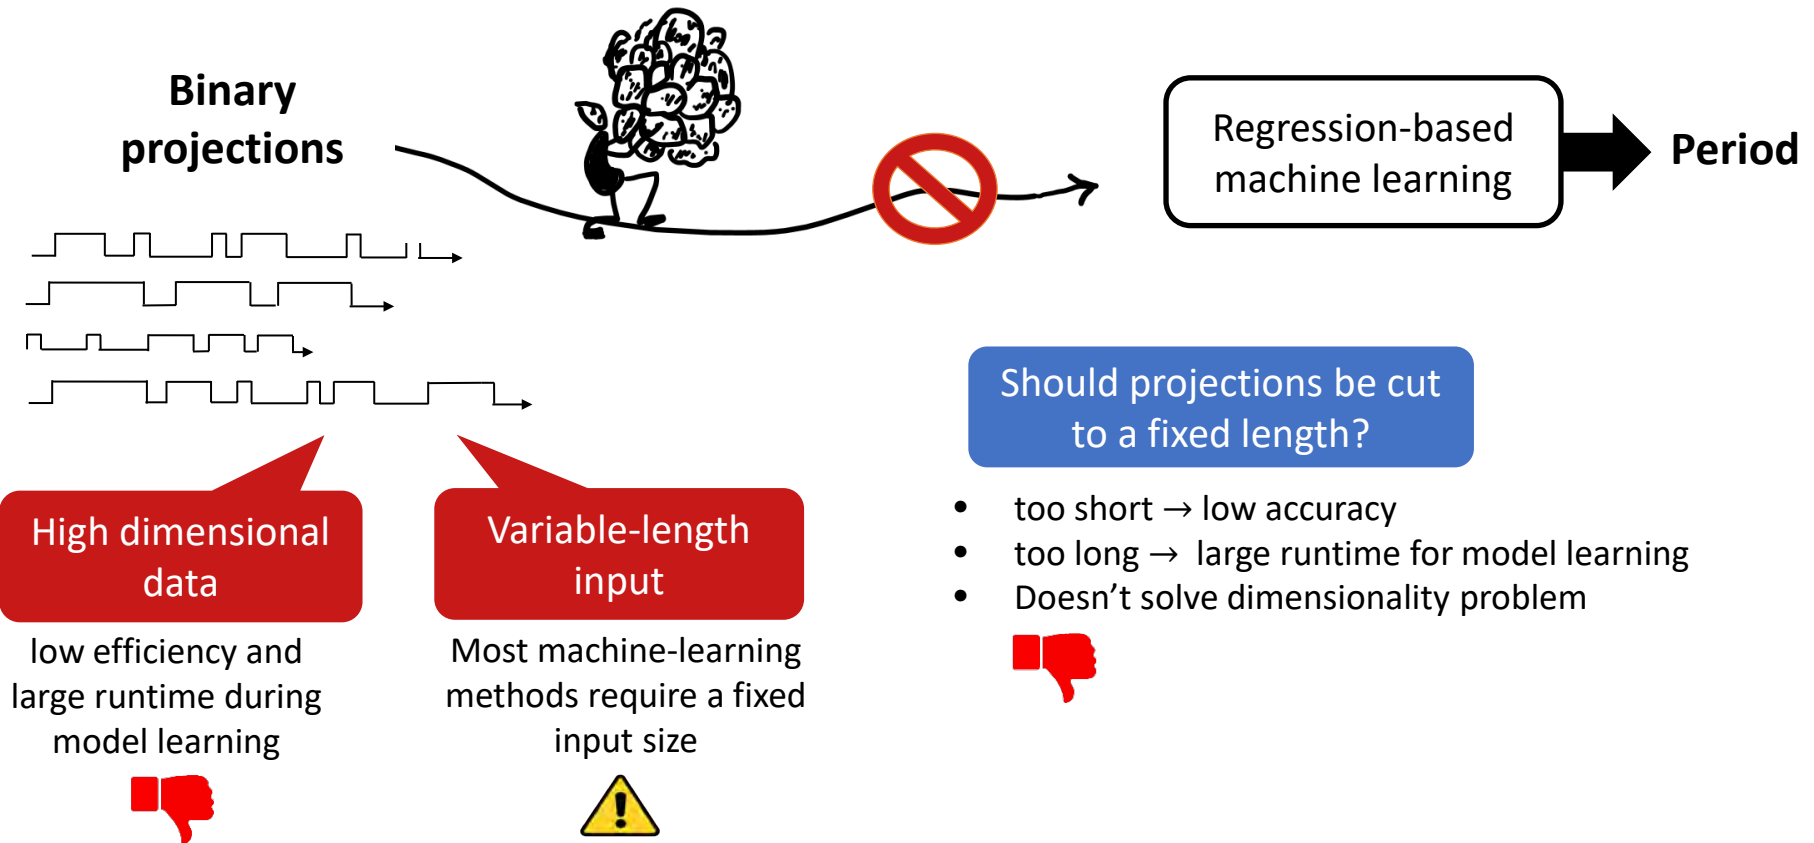 Binary
projections
Regression-based
machine learning
Period
High dimensional
data
low efficiency and
large runtime during
model learning
Variable-length
input
Most machine-learning
methods require a fixed
input size
Should projections be cut
to a fixed length?
• too short → low accuracy
• too long → large runtime for model learning
• Doesn’t solve dimensionality problem